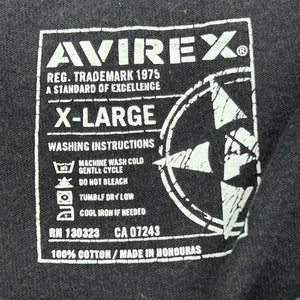 AVIREX®
REG. TRADEMARK 1975
A STANDARD OF EXCELLENCE
X-LARGE
WASHING INSTRUCTIONS
MACHINE WASH COLD
GENTLE CYCLE
DO NOT BLEACH
TUMBLE DRY LOW
COOL IRON IF NEEDED
RN 130323 CA 07243
100% COTTON / MADE IN HONDURAS